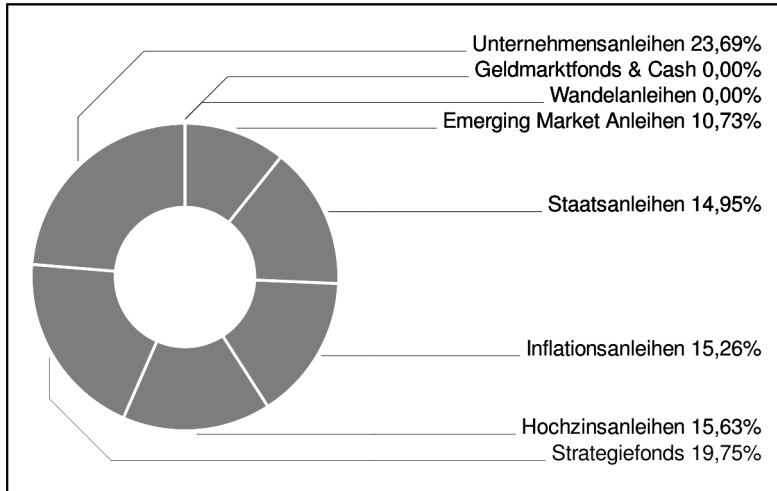 Unternehmensanleihen 23,69%
Geldmarktfonds & Cash 0,00%
Wandelanleihen 0,00%
Emerging Market Anleihen 10,73%
Staatsanleihen 14,95%
Inflationsanleihen 15,26%
Hochzinsanleihen 15,63%
Strategiefonds 19,75%